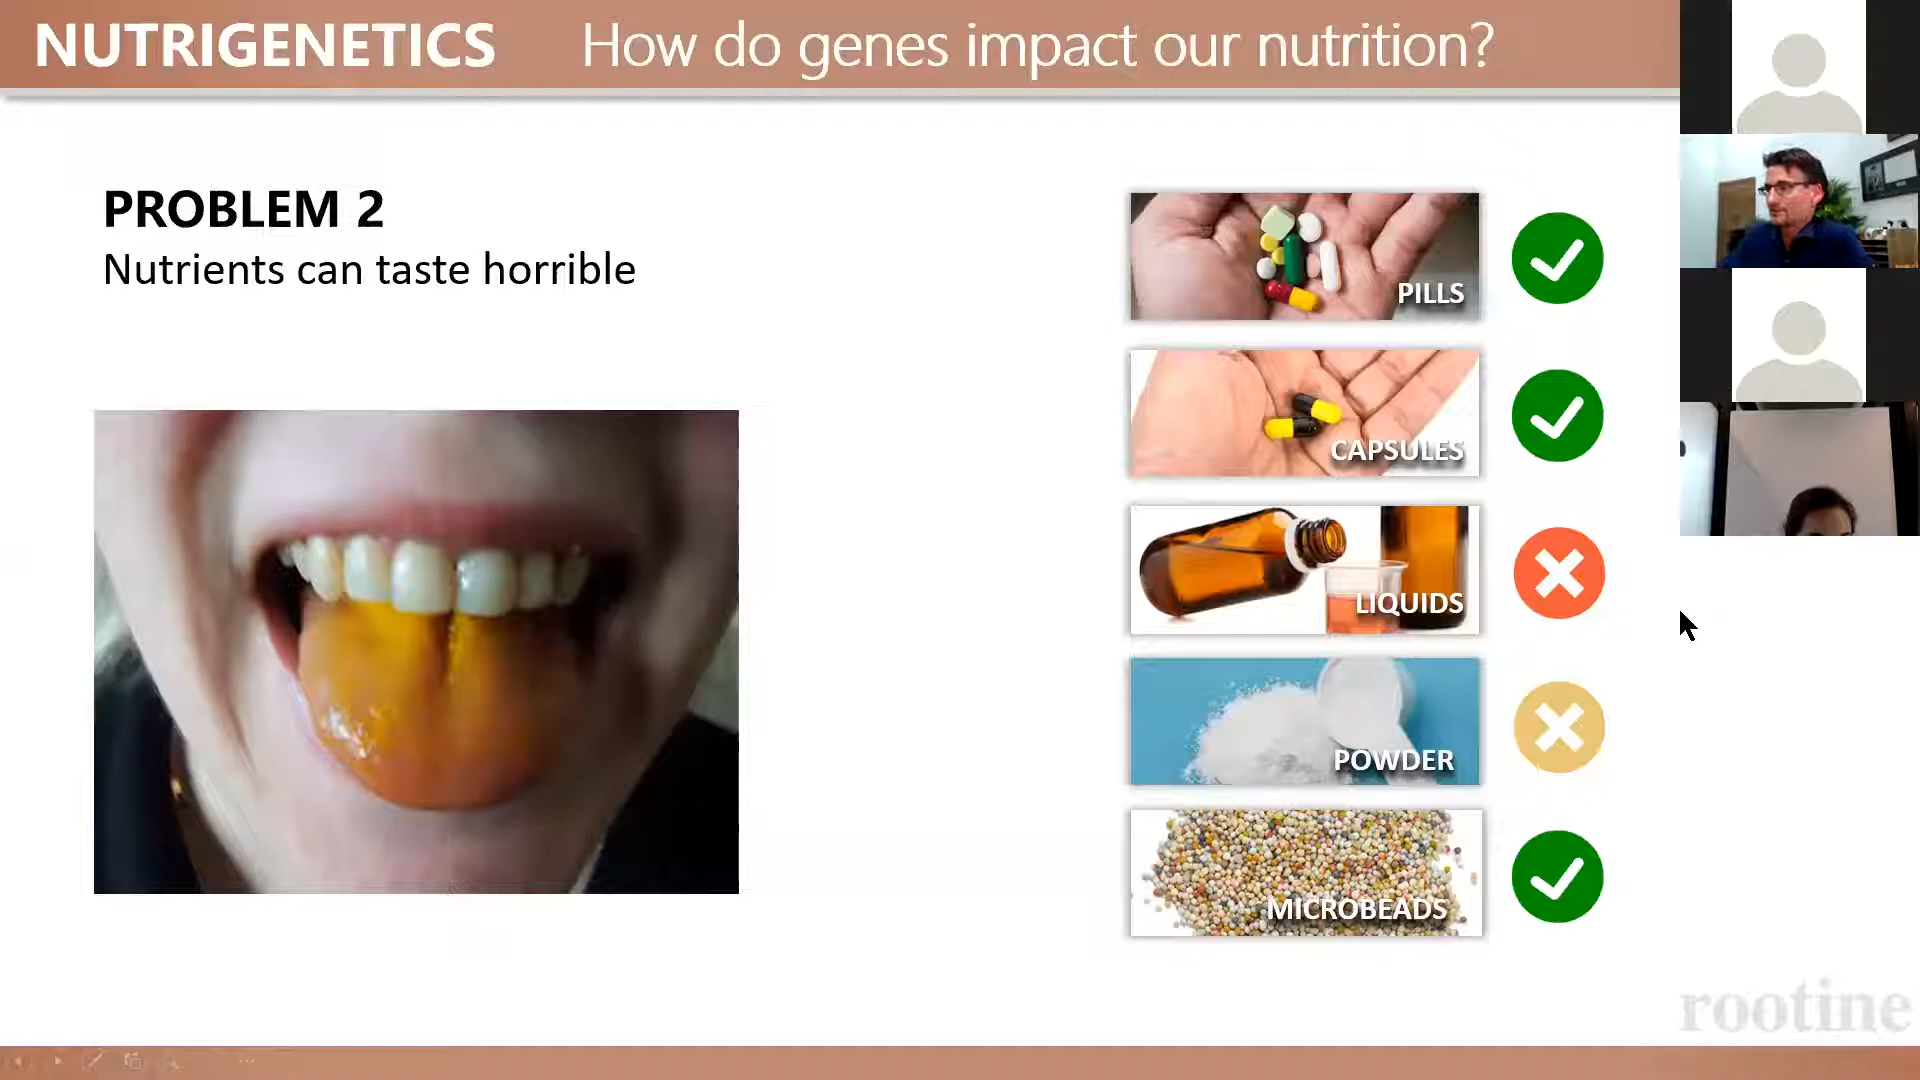 NUTRIGENETICS How do genes impact our nutrition?
PROBLEM 2
Nutrients can taste horrible
PILLS
CAPSULES
LIQUIDS
POWDER
MICROBEADS
rootine